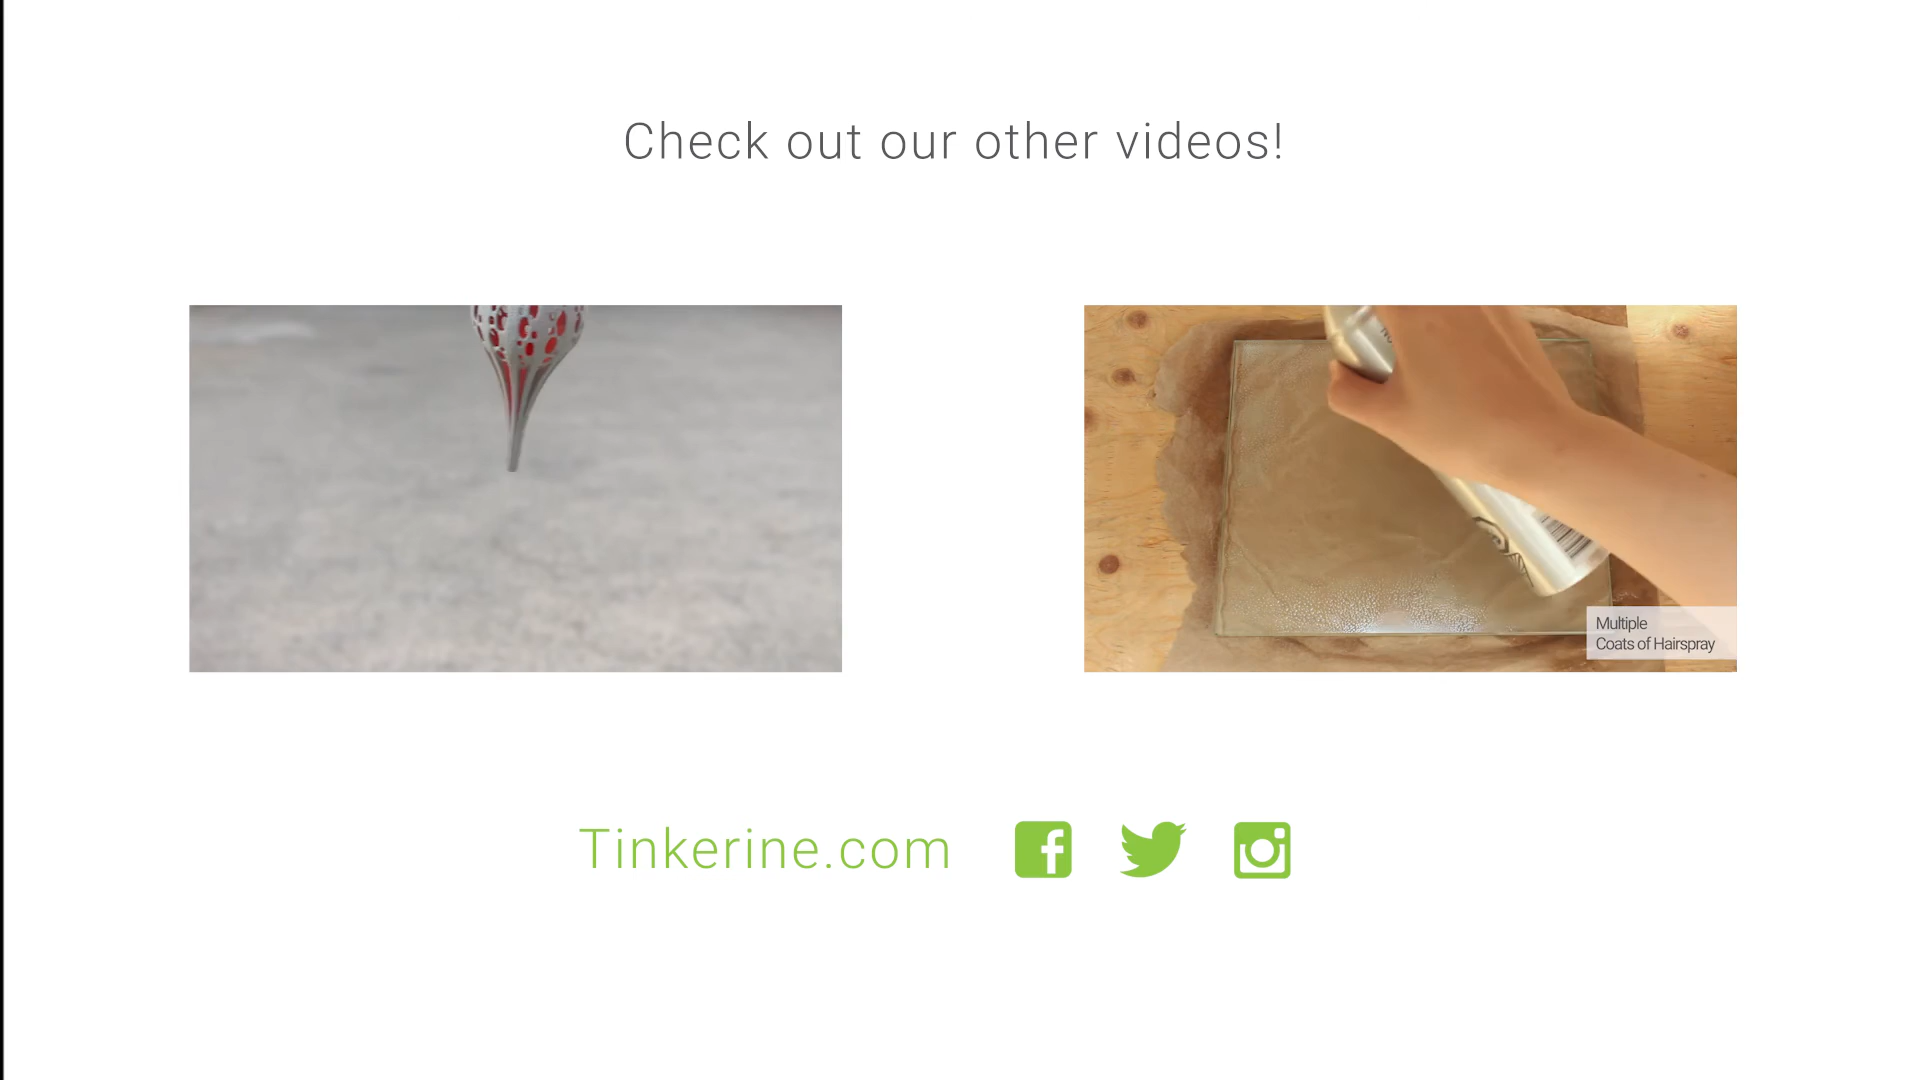 Check out our other videos!
Multiple
Coats of Hairspray
Tinkerine.com